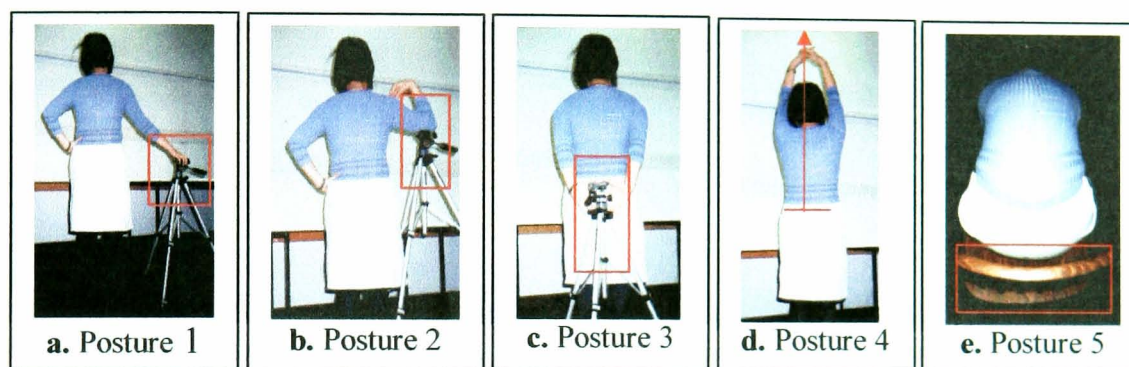 a. Posture 1
b. Posture 2
c. Posture 3
d. Posture 4
e. Posture 5